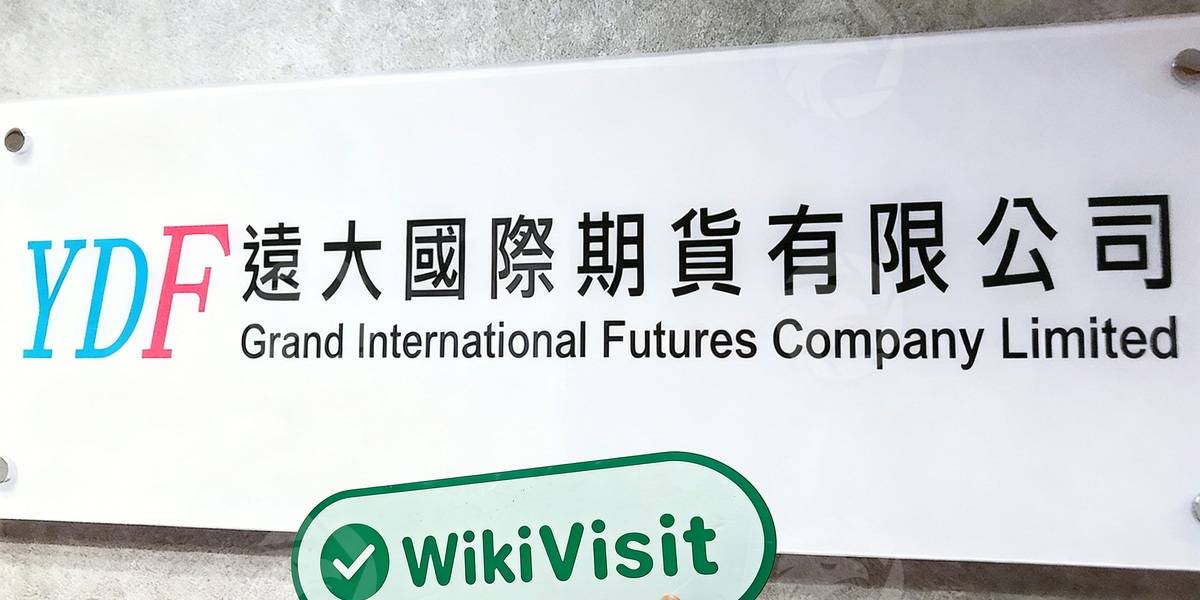 YDF 遠大國際期貨有限公司
Grand International Futures Company Limited
WikiVisit